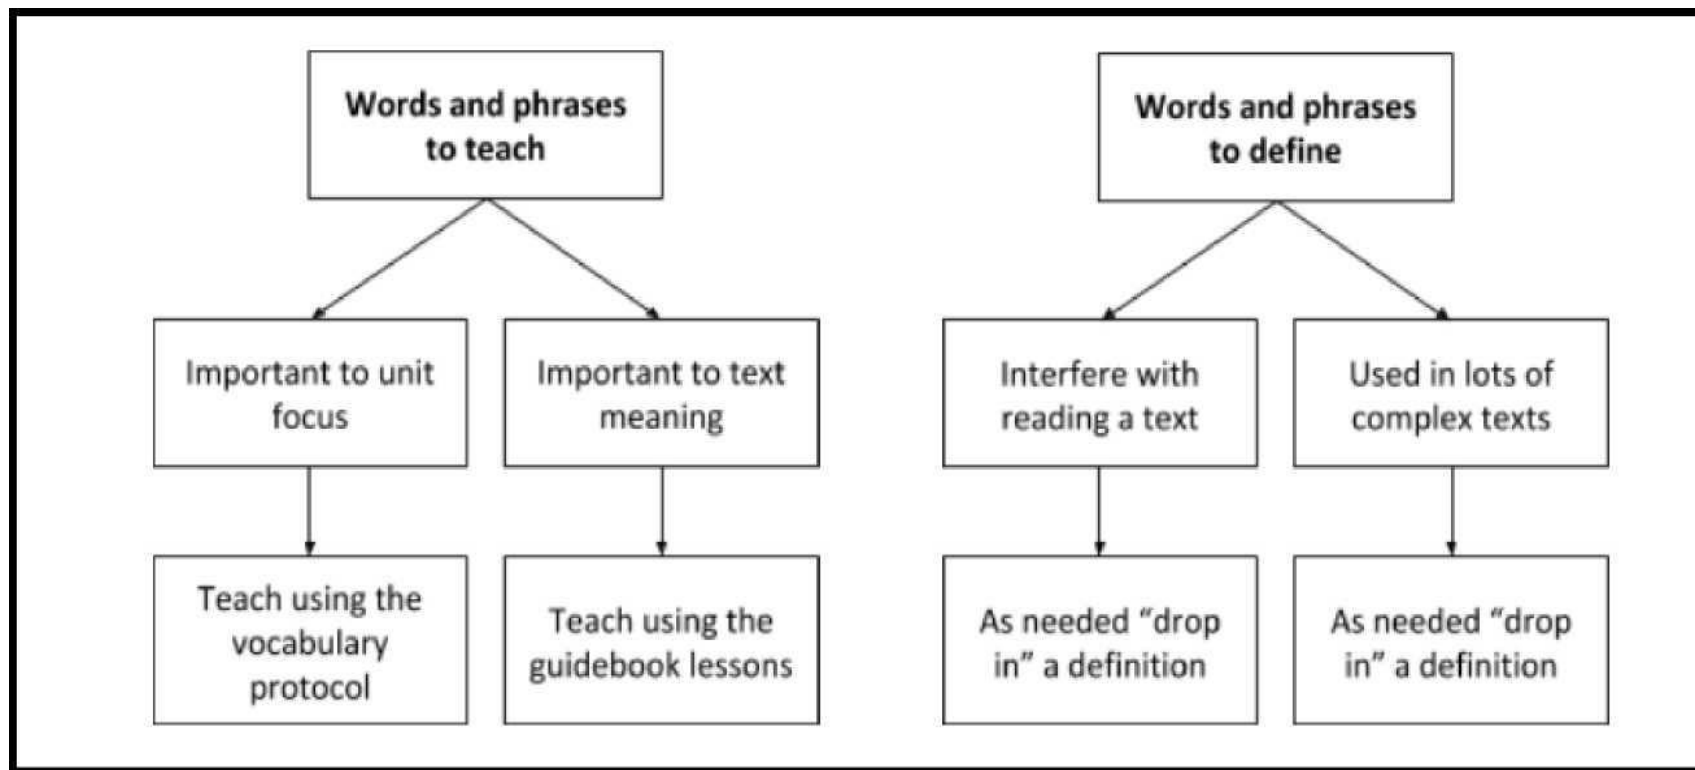 Words and phrases
to teach
Words and phrases
to define
Important to unit
focus
Important to text
meaning
Interfere with
reading a text
Used in lots of
complex texts
Teach using the
vocabulary
protocol
Teach using the
guidebook lessons
As needed “drop
in” a definition
As needed “drop
in” a definition